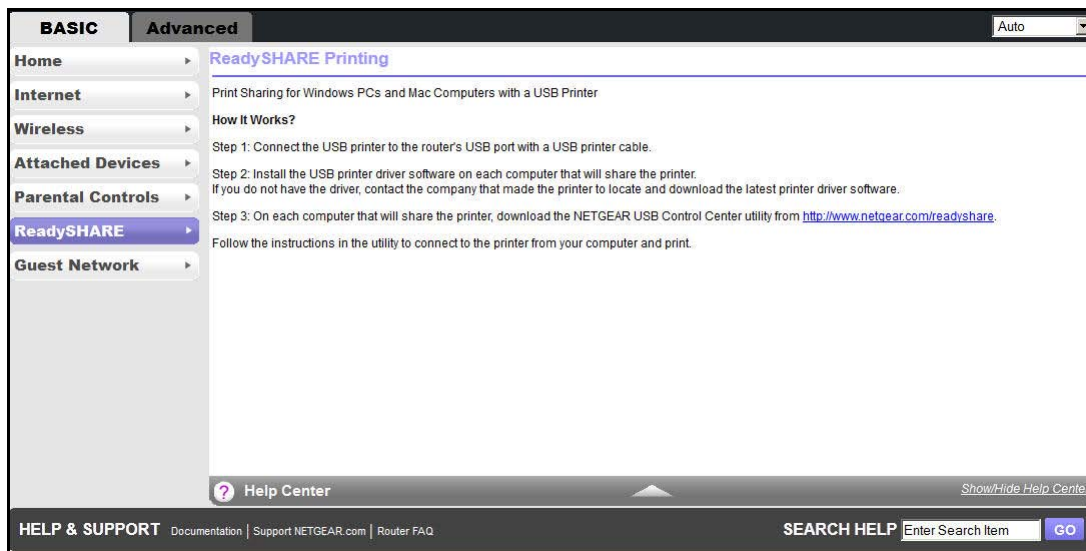 BASIC
Advanced
Auto
Home
Internet
Wireless
Attached Devices
Parental Controls
ReadySHARE
Guest Network
ReadySHARE Printing
Print Sharing for Windows PCs and Mac Computers with a USB Printer
How It Works?
Step 1: Connect the USB printer to the router's USB port with a USB printer cable.
Step 2: Install the USB printer driver software on each computer that will share the printer.
If you do not have the driver, contact the company that made the printer to locate and download the latest printer driver software.
Step 3: On each computer that will share the printer, download the NETGEAR USB Control Center utility from http://www.netgear.com/readyshare.
Follow the instructions in the utility to connect to the printer from your computer and print.
? Help Center
Show/Hide Help Cente
HELP & SUPPORT Documentation | Support NETGEAR.com | Router FAQ
SEARCH HELP Enter Search Item GO